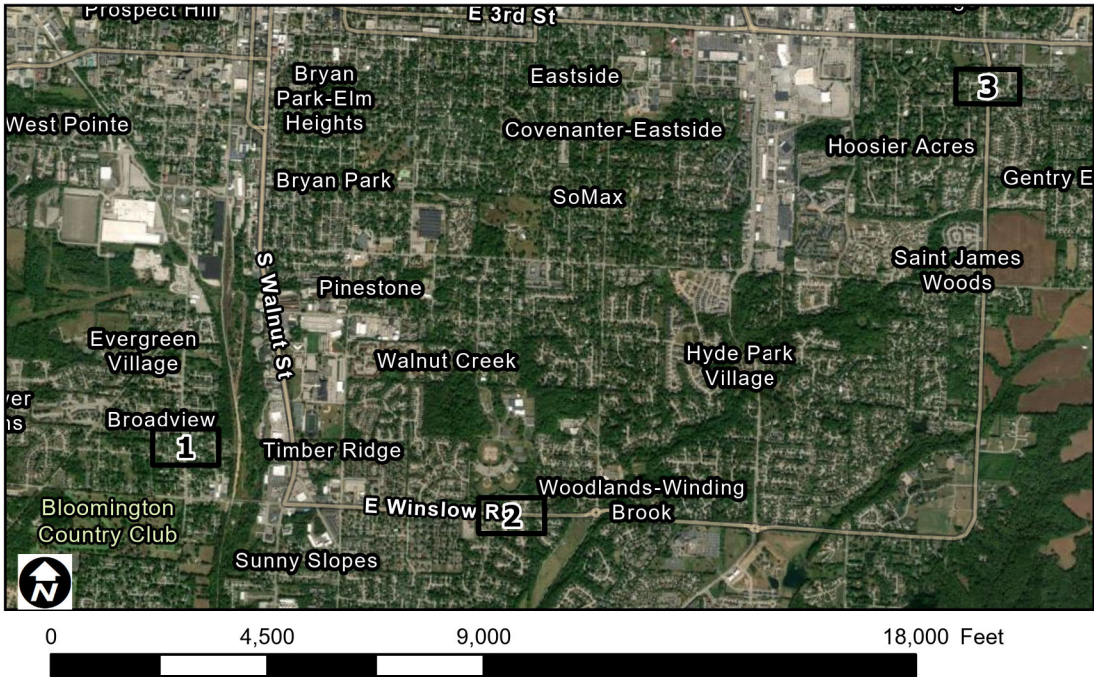 Prospect Hill
E 3rd St
Bryan
Park-Elm
Heights
Eastside
3
West Pointe
Covenanter-Eastside
Hoosier Acres
Bryan Park
SoMax
Gentry E
S Walnut St
Saint James
Woods
Pinestone
Evergreen
Village
Walnut Creek
Hyde Park
Village
Broadview
1
Timber Ridge
Bloomington
Country Club
E Winslow R
2
Woodlands-Winding
Brook
Sunny Slopes
N
0 4,500 9,000 18,000 Feet